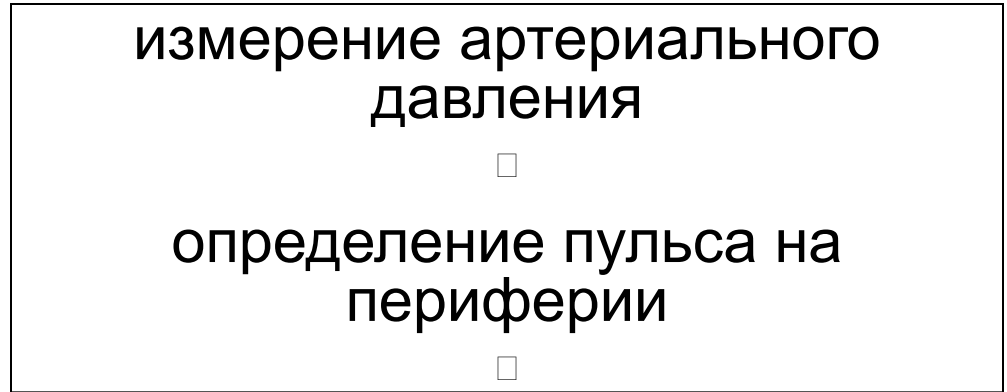 измерение артериального
давления
определение пульса на
периферии